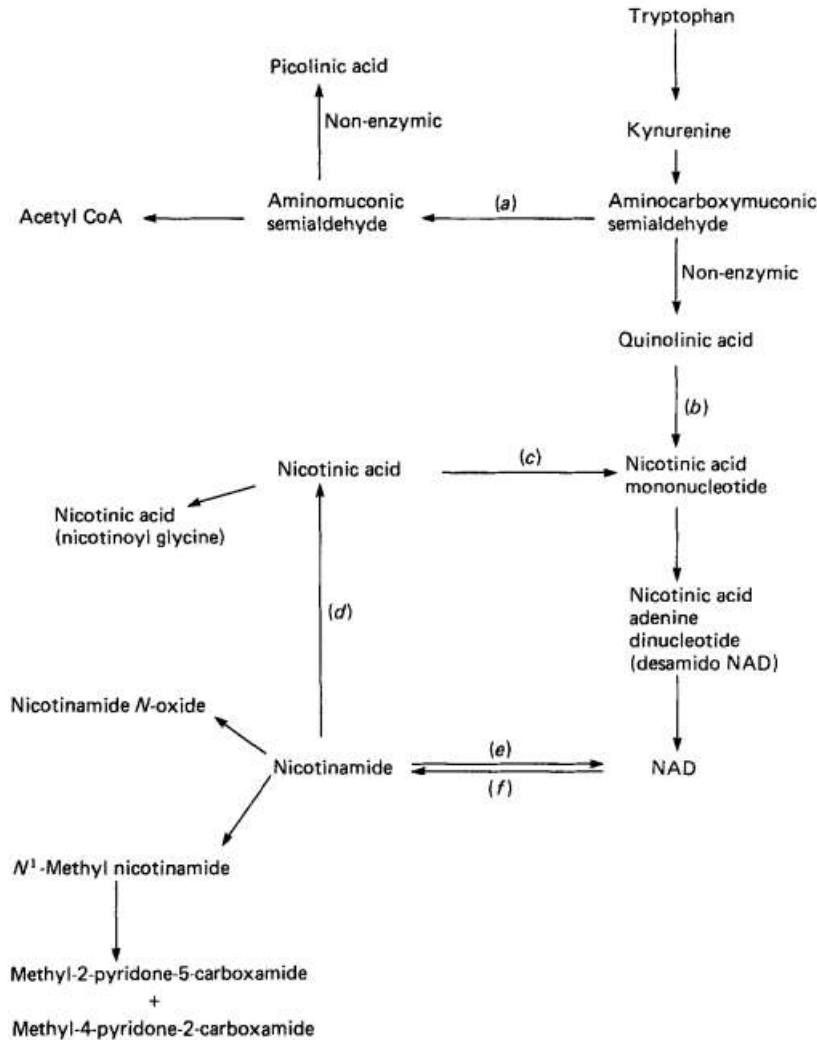 Tryptophan
Picolinic acid
Non-enzymic
Kynurenine
Acetyl CoA
Aminomuconic
semialdehyde
(a)
Aminocarboxymuconic
semialdehyde
Non-enzymic
Quinolinic acid
(b)
Nicotinic acid
(c)
Nicotinic acid
mononucleotide
Nicotinic acid
(nicotinoyl glycine)
(d)
Nicotinic acid
adenine
dinucleotide
(desamido NAD)
Nicotinamide N-oxide
Nicotinamide
(e)
(f)
NAD
N¹-Methyl nicotinamide
Methyl-2-pyridone-5-carboxamide
+
Methyl-4-pyridone-2-carboxamide